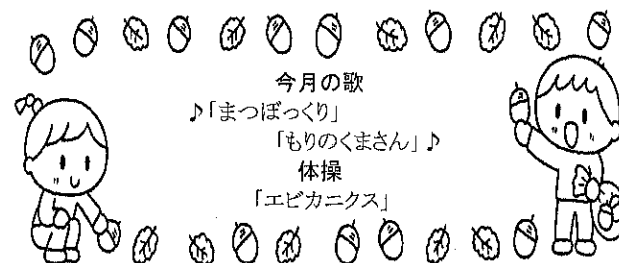 今月の歌
♪「まつぼっくり」
「もりのくまさん」♪
体操
「エビカニクス」